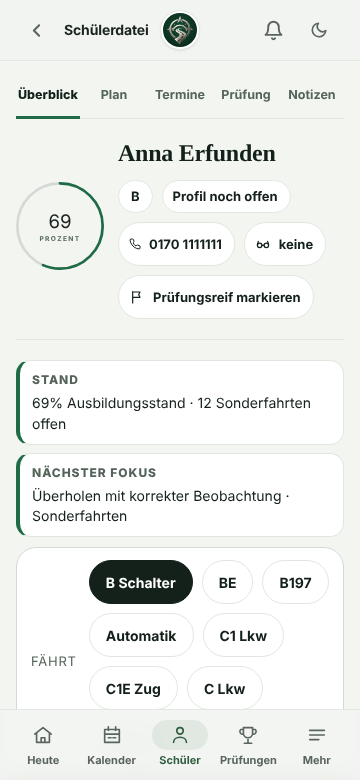 Schülerdatei
Überblick Plan Termine Prüfung Notizen
Anna Erfunden
69
PROZENT
B Profil noch offen
0170 1111111 keine
Prüfungsreif markieren
STAND
69% Ausbildungsstand · 12 Sonderfahrten
offen
NÄCHSTER FOKUS
Überholen mit korrekter Beobachtung ·
Sonderfahrten
FÄHRT
B Schalter BE B197
Automatik C1 Lkw
C1E Zug C Lkw
Heute Kalender Schüler Prüfungen Mehr